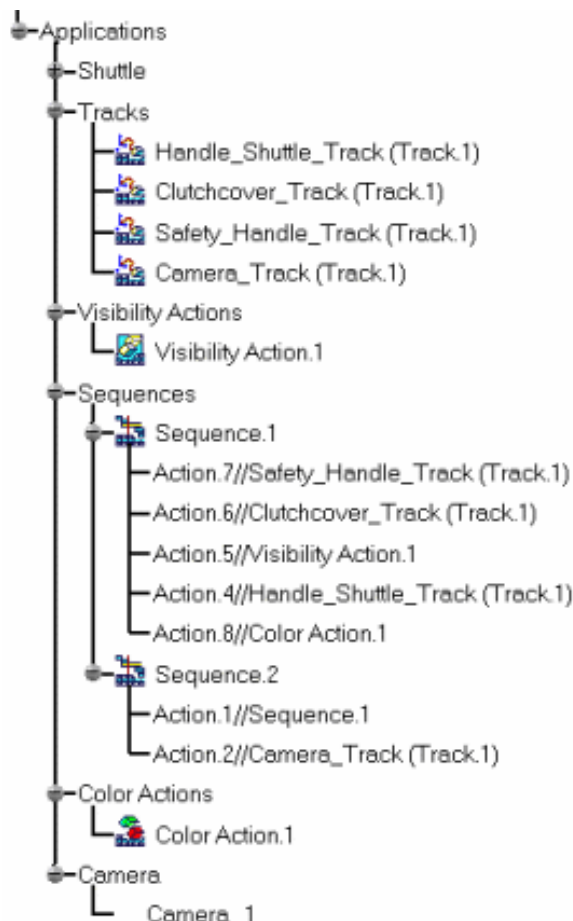 Applications
Shuttle
Tracks
Handle_Shuttle_Track (Track.1)
Clutchcover_Track (Track.1)
Safety_Handle_Track (Track.1)
Camera_Track (Track.1)
Visibility Actions
Visibility Action.1
Sequences
Sequence.1
Action.7//Safety_Handle_Track (Track.1)
Action.6//Clutchcover_Track (Track.1)
Action.5//Visibility Action.1
Action.4//Handle_Shuttle_Track (Track.1)
Action.8//Color Action.1
Sequence.2
Action.1//Sequence.1
Action.2//Camera_Track (Track.1)
Color Actions
Color Action.1
Camera
Camera_1